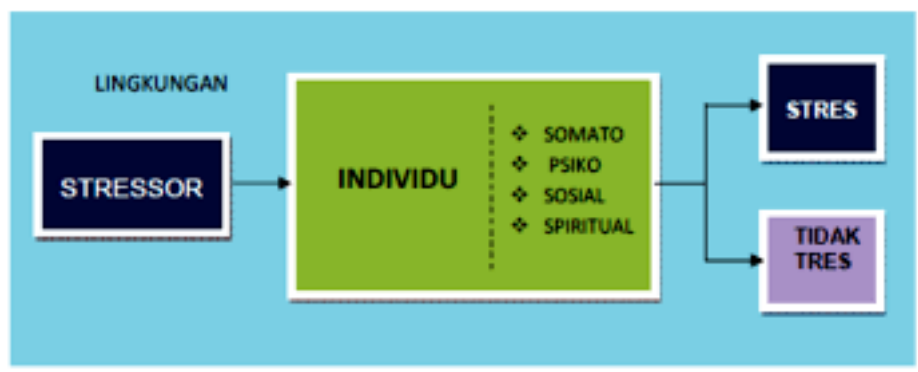 LINGKUNGAN
STRESSOR
INDIVIDU
SOMATO
PSIKO
SOSIAL
SPIRITUAL
STRES
TIDAK
TRES